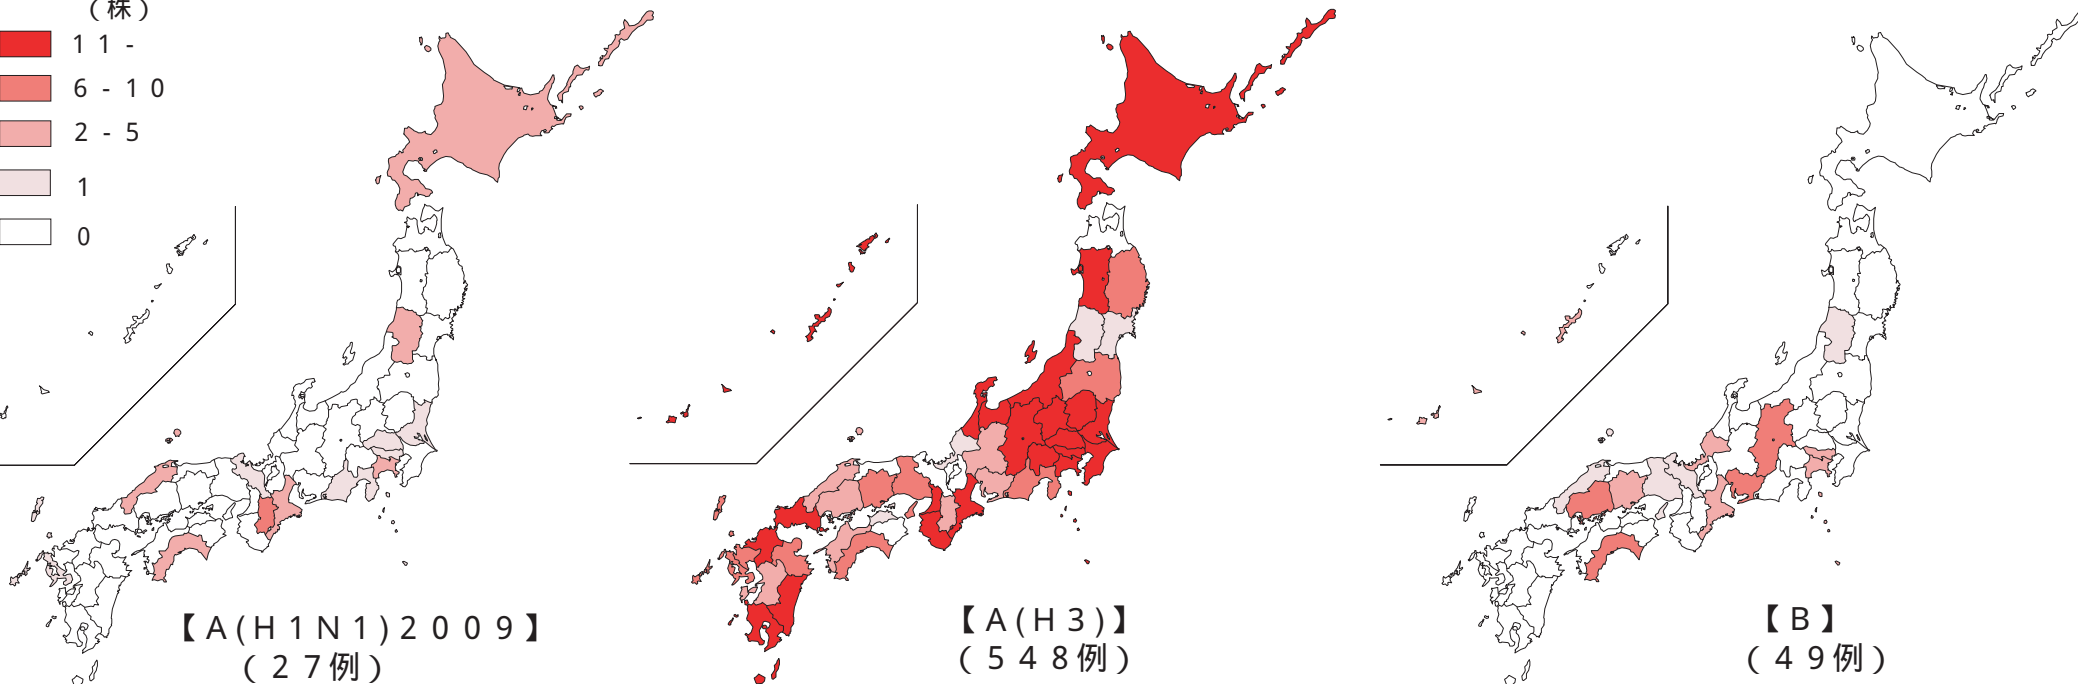 （株）
11-
6-10
2-5
1
0
【A(H1N1)2009】
（27例）
【A(H3)】
（548例）
【B】
（49例）